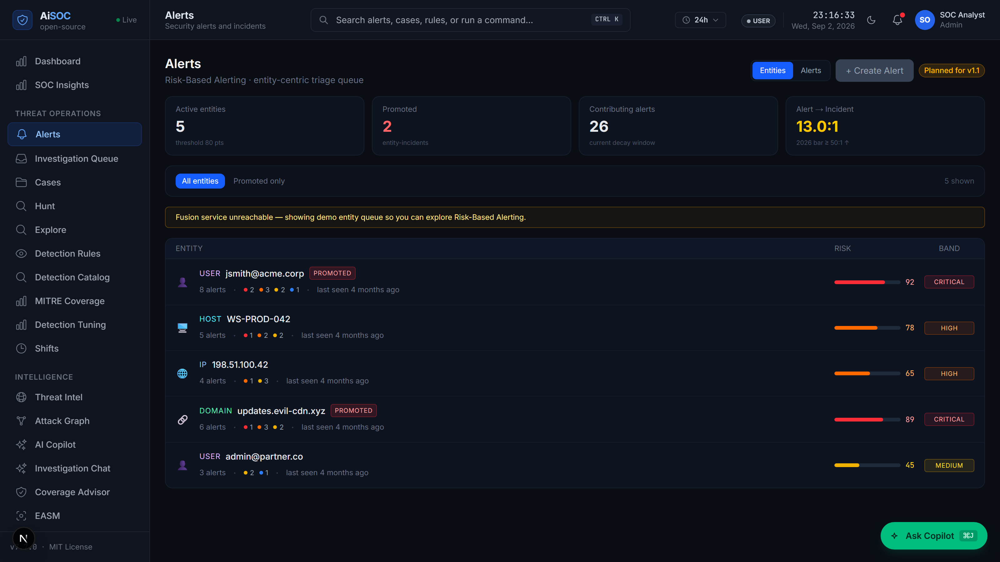 AiSOC
open-source
Live
Alerts
Security alerts and incidents
Search alerts, cases, rules, or run a command...
CTRL K
24h
USER
23:16:33
Wed, Sep 2, 2026
SO
SOC Analyst
Admin
Dashboard
SOC Insights
THREAT OPERATIONS
Alerts
Investigation Queue
Cases
Hunt
Explore
Detection Rules
Detection Catalog
MITRE Coverage
Detection Tuning
Shifts
INTELLIGENCE
Threat Intel
Attack Graph
AI Copilot
Investigation Chat
Coverage Advisor
EASM
N
MIT License
Alerts
Risk-Based Alerting · entity-centric triage queue
Entities
Alerts
+ Create Alert
Planned for v1.1
Active entities
5
threshold 80 pts
Promoted
2
entity-incidents
Contributing alerts
26
current decay window
Alert → Incident
13.0:1
2026 bar ≥ 50:1 ↑
All entities
Promoted only
5 shown
Fusion service unreachable — showing demo entity queue so you can explore Risk-Based Alerting.
ENTITY RISK BAND
USER jsmith@acme.corp PROMOTED
8 alerts · 2 3 2 1 · last seen 4 months ago
92 CRITICAL
HOST WS-PROD-042
5 alerts · 1 2 2 · last seen 4 months ago
78 HIGH
IP 198.51.100.42
4 alerts · 1 3 · last seen 4 months ago
65 HIGH
DOMAIN updates.evil-cdn.xyz PROMOTED
6 alerts · 1 3 2 · last seen 4 months ago
89 CRITICAL
USER admin@partner.co
3 alerts · 2 1 · last seen 4 months ago
45 MEDIUM
Ask Copilot ⌘J